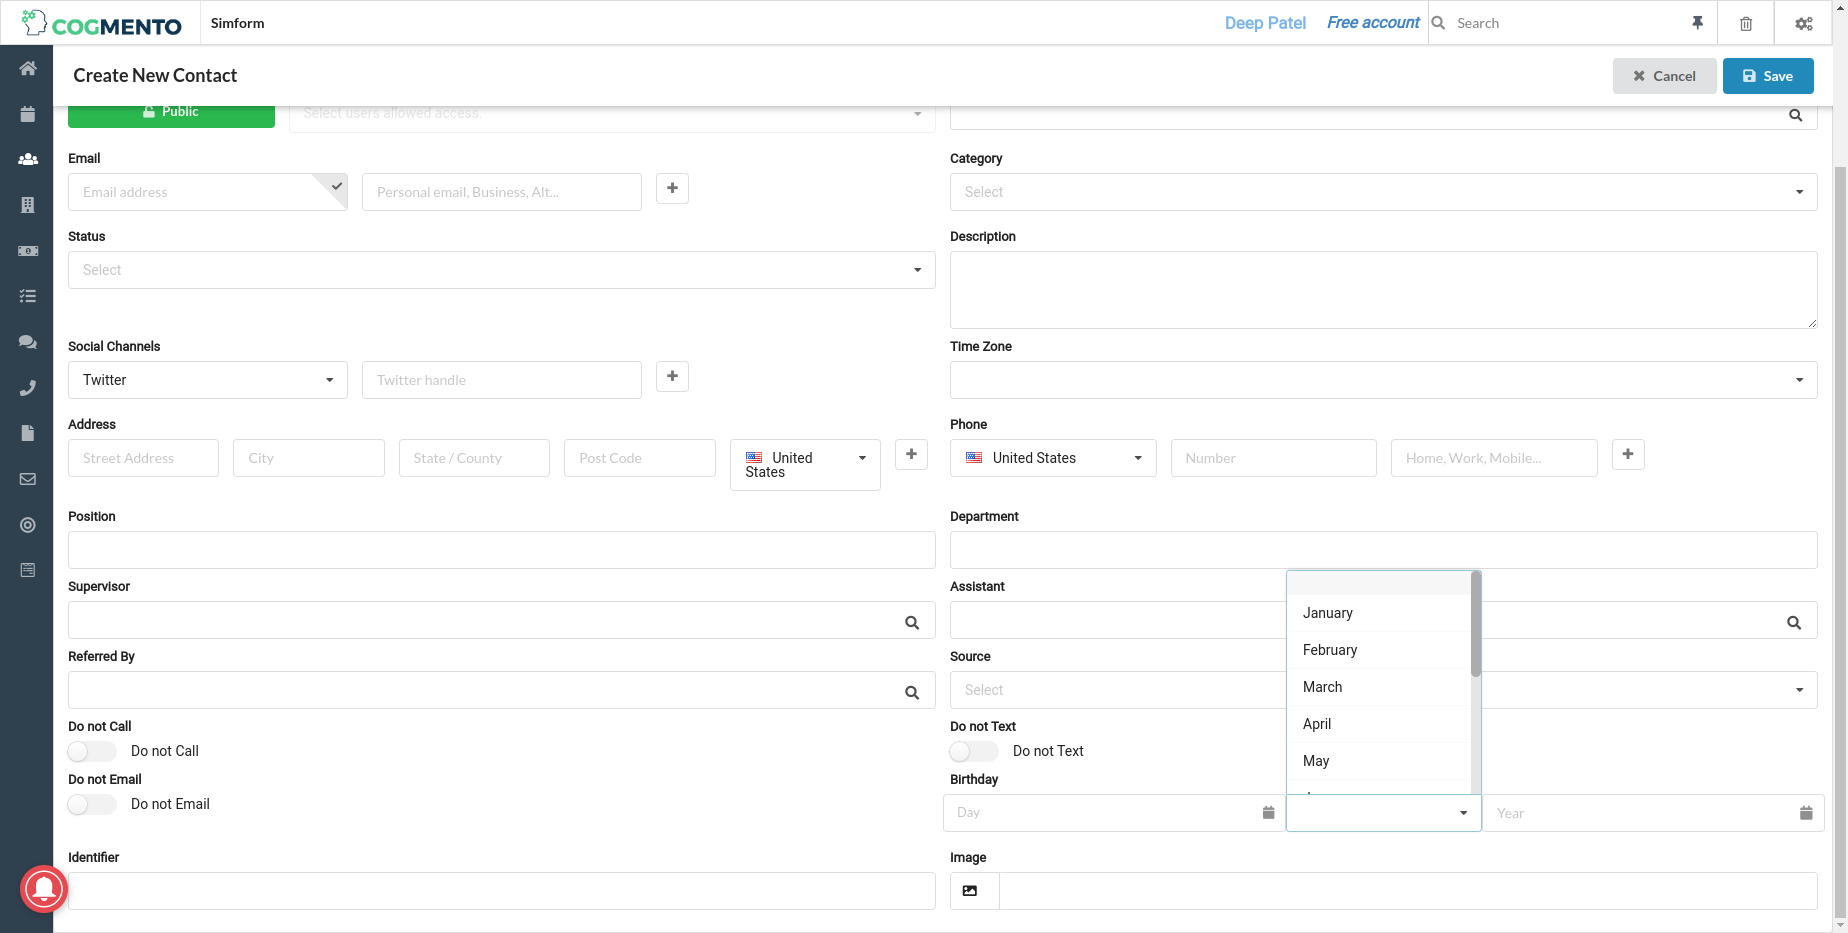 COGMENTO
Simform
Deep Patel
Free account
Search
Create New Contact
Cancel
Save
Public
Select users allowed access.
Email
Category
Email address
Personal email, Business, Alt...
Select
Status
Description
Select
Social Channels
Time Zone
Twitter
Twitter handle
Address
Phone
Street Address
City
State / County
Post Code
United
States
United States
Number
Home, Work, Mobile...
Position
Department
Supervisor
Assistant
January
February
March
April
May
Referred By
Source
Select
Do not Call
Do not Call
Do not Text
Do not Text
Do not Email
Do not Email
Birthday
Day
Year
Identifier
Image